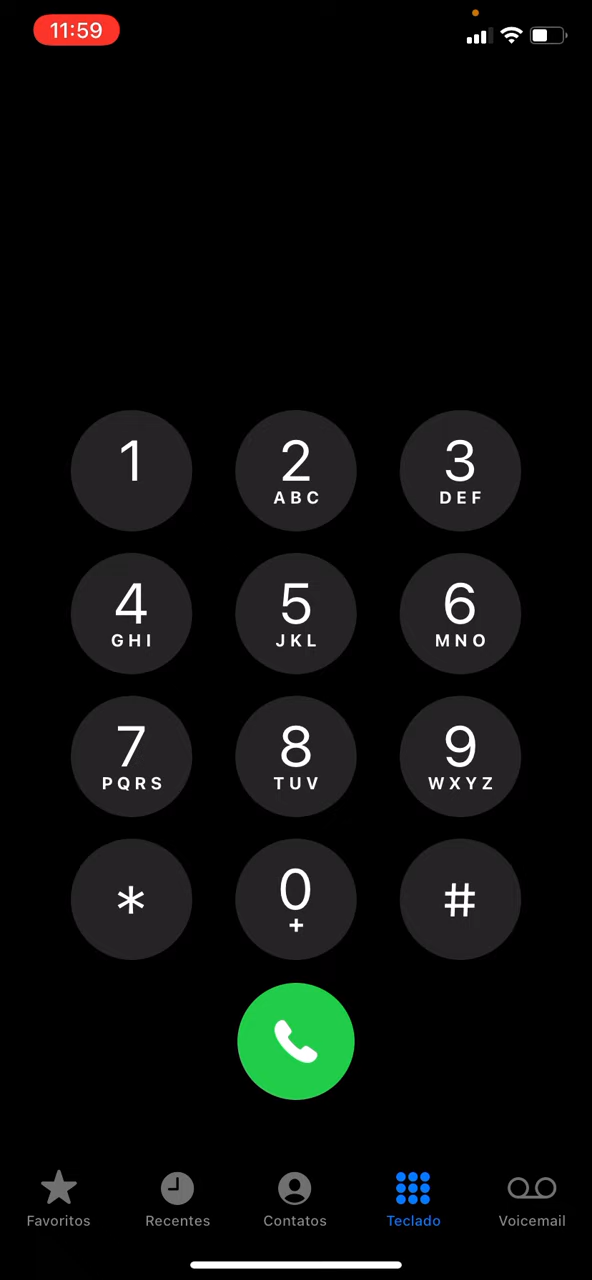 11:59
1 2 3
ABC DEF
4 5 6
GHI JKL MNO
7 8 9
PQRS TUV WXYZ
* 0 #
+
Favoritos Recentes Contatos Teclado Voicemail